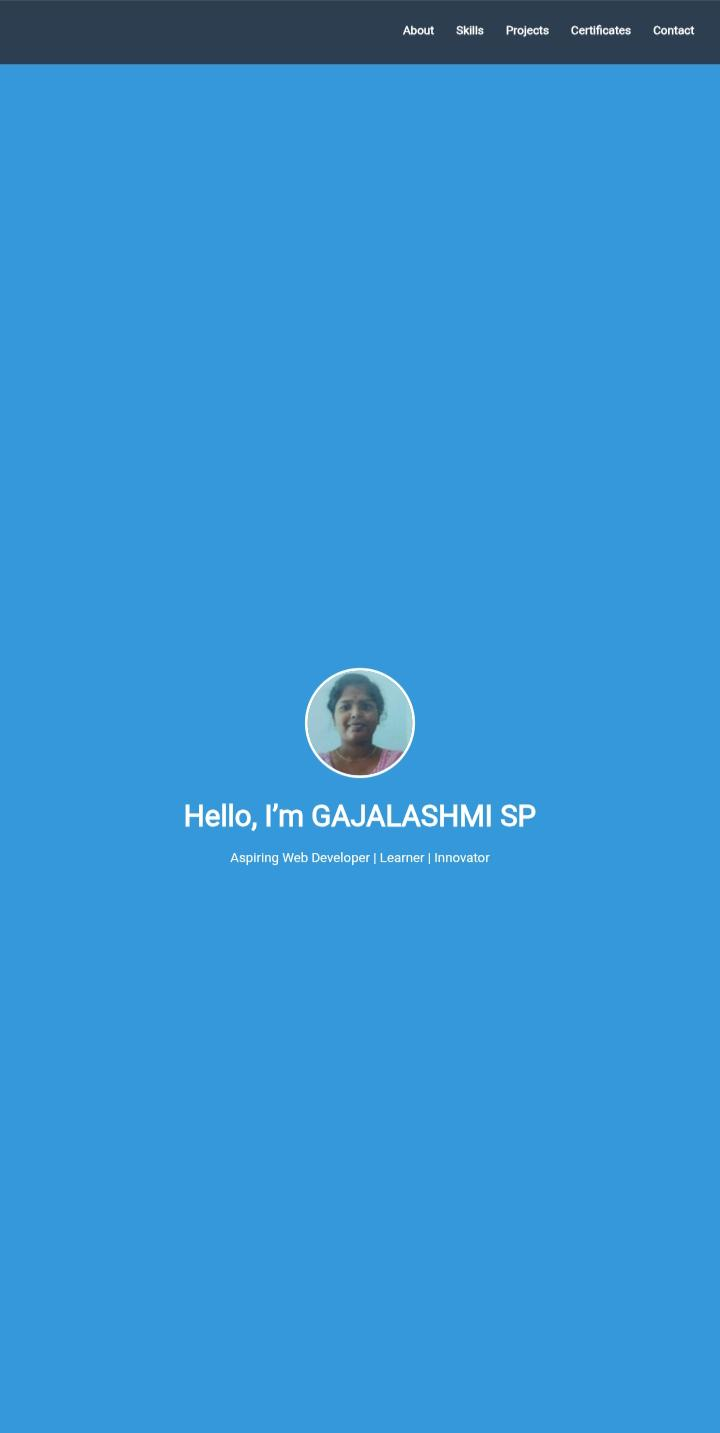 About Skills Projects Certificates Contact
Hello, I’m GAJALASHMI SP
Aspiring Web Developer | Learner | Innovator